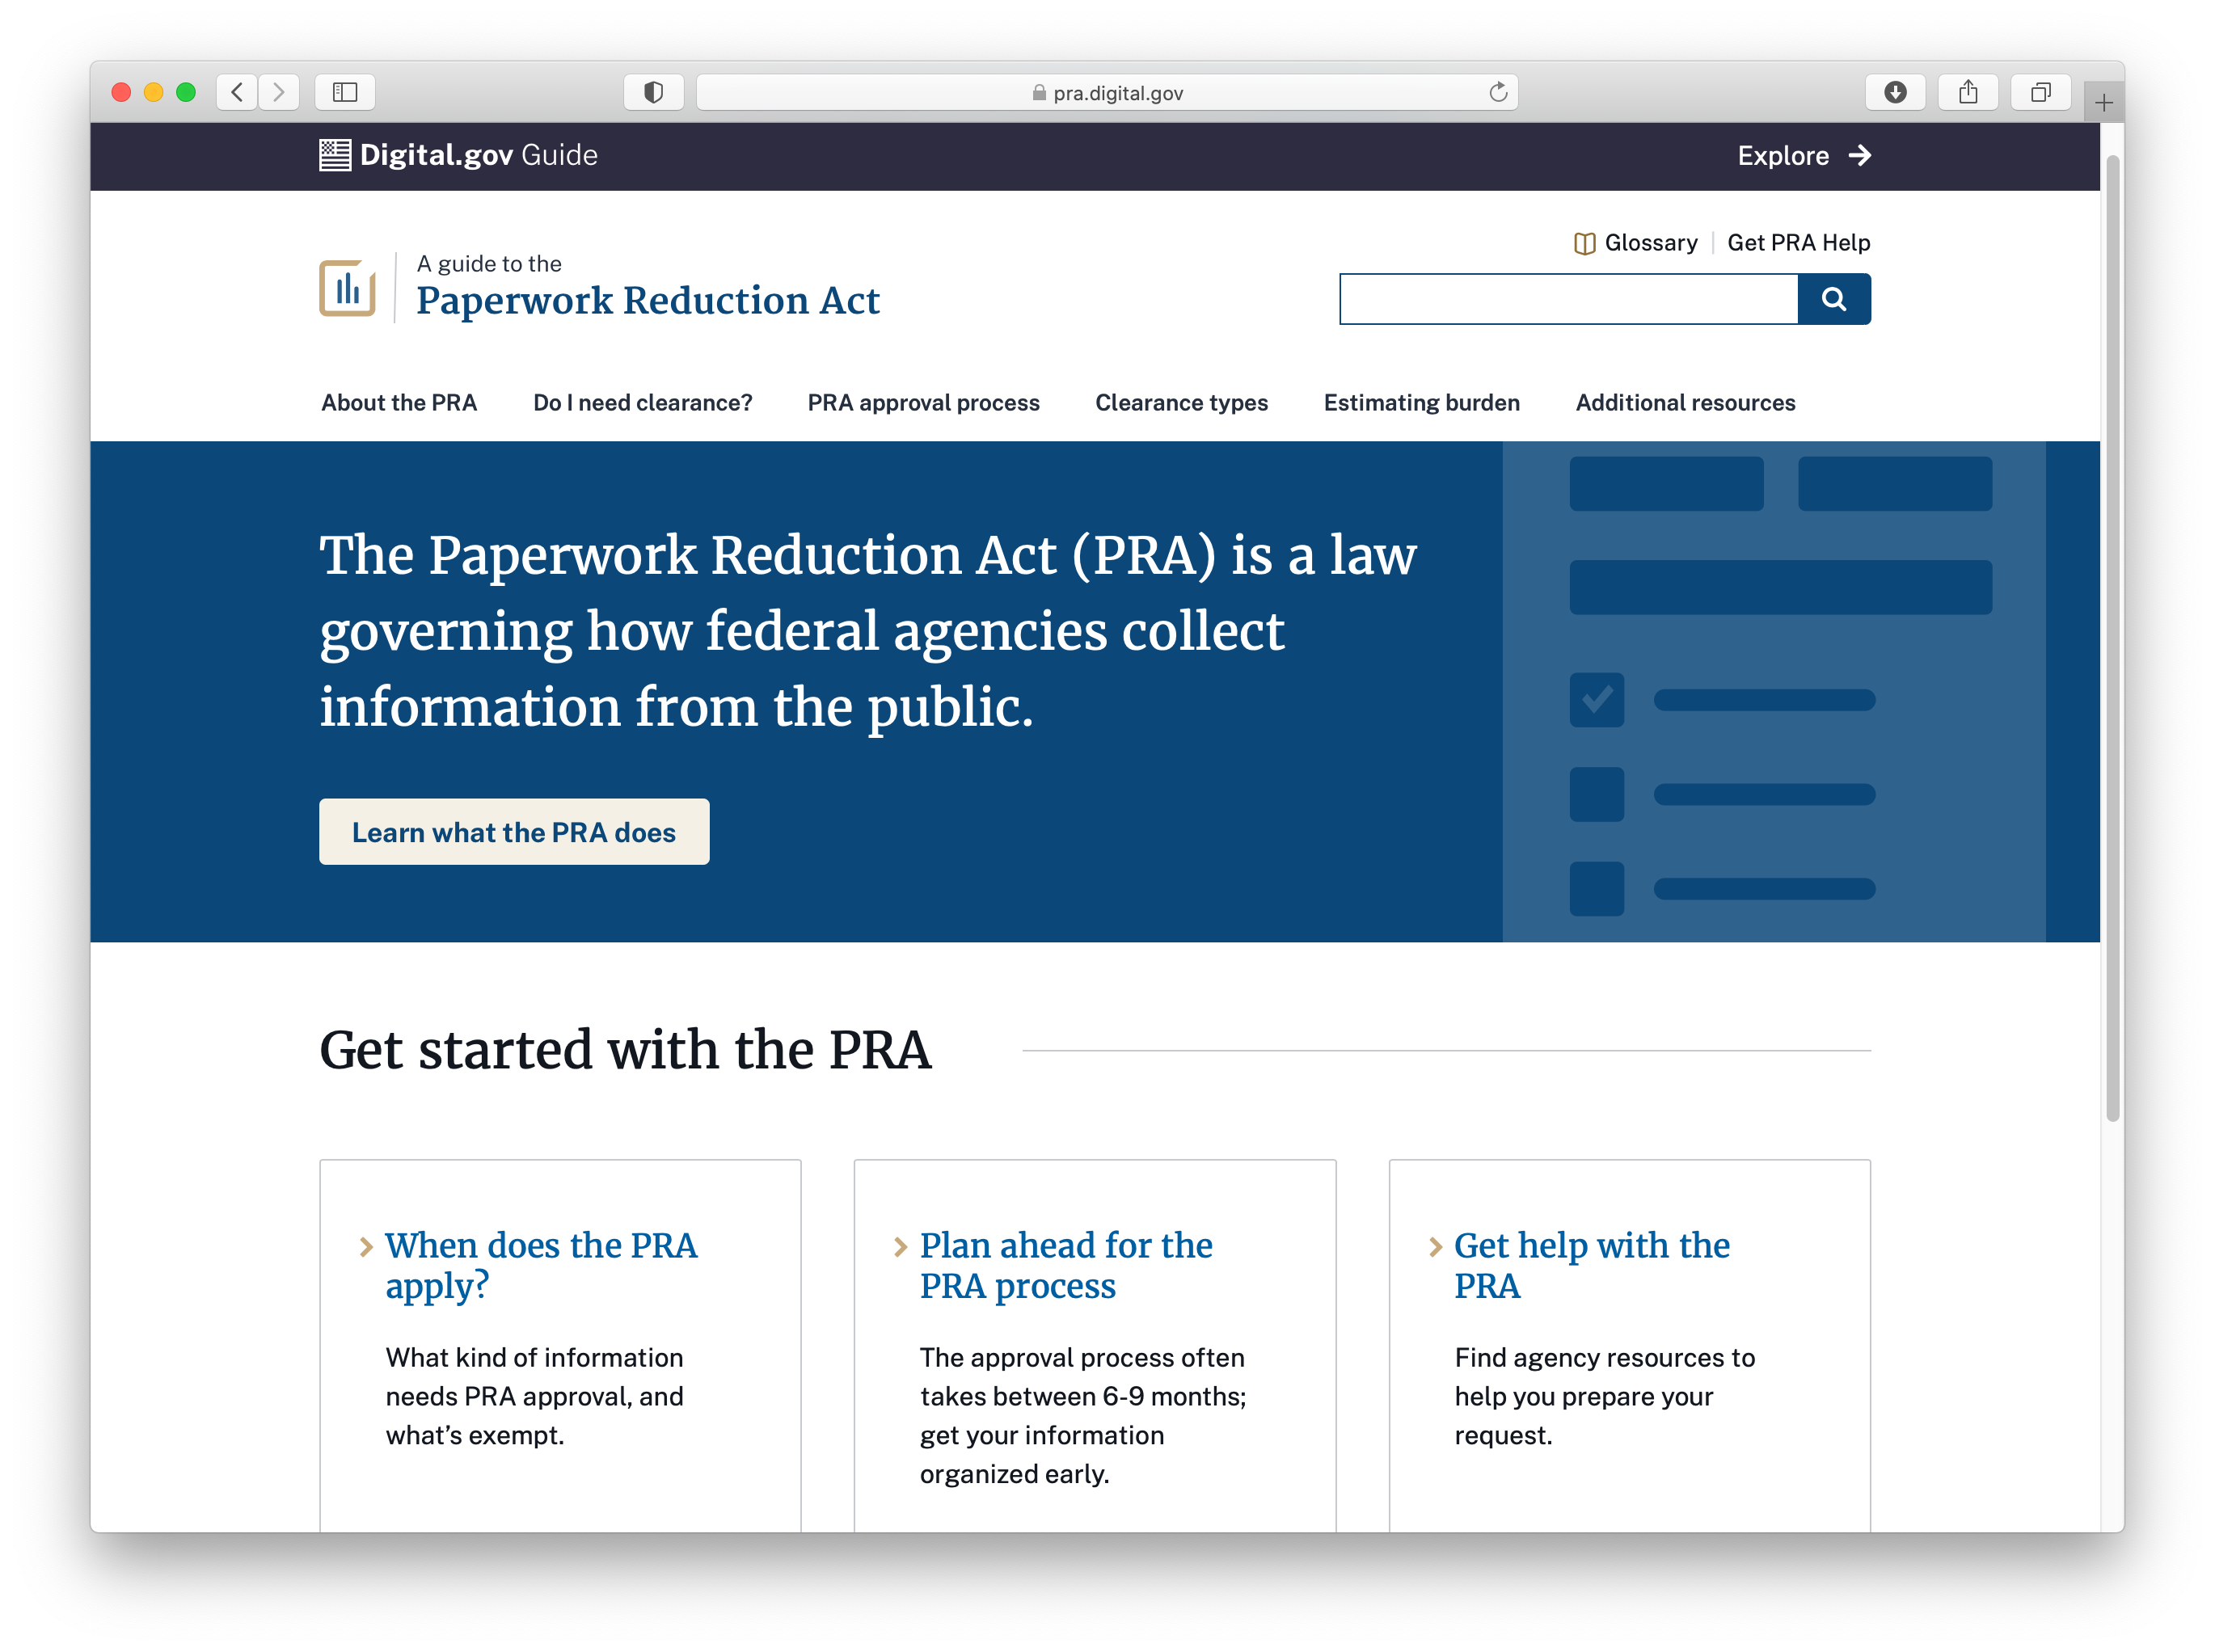 pra.digital.gov
Digital.gov Guide
Explore
Glossary
Get PRA Help
A guide to the
Paperwork Reduction Act
About the PRA
Do I need clearance?
PRA approval process
Clearance types
Estimating burden
Additional resources
The Paperwork Reduction Act (PRA) is a law
governing how federal agencies collect
information from the public.
Learn what the PRA does
Get started with the PRA
When does the PRA
apply?
What kind of information
needs PRA approval, and
what’s exempt.
Plan ahead for the
PRA process
The approval process often
takes between 6-9 months;
get your information
organized early.
Get help with the
PRA
Find agency resources to
help you prepare your
request.